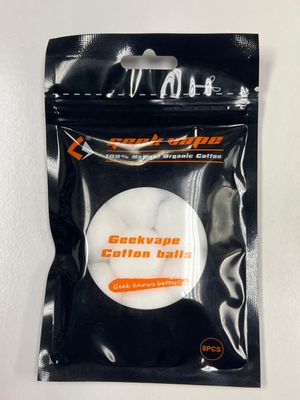 geek vape
100% Natural Organic Cotton
Geekvape
Cotton balls
Geek knows better
8PCS